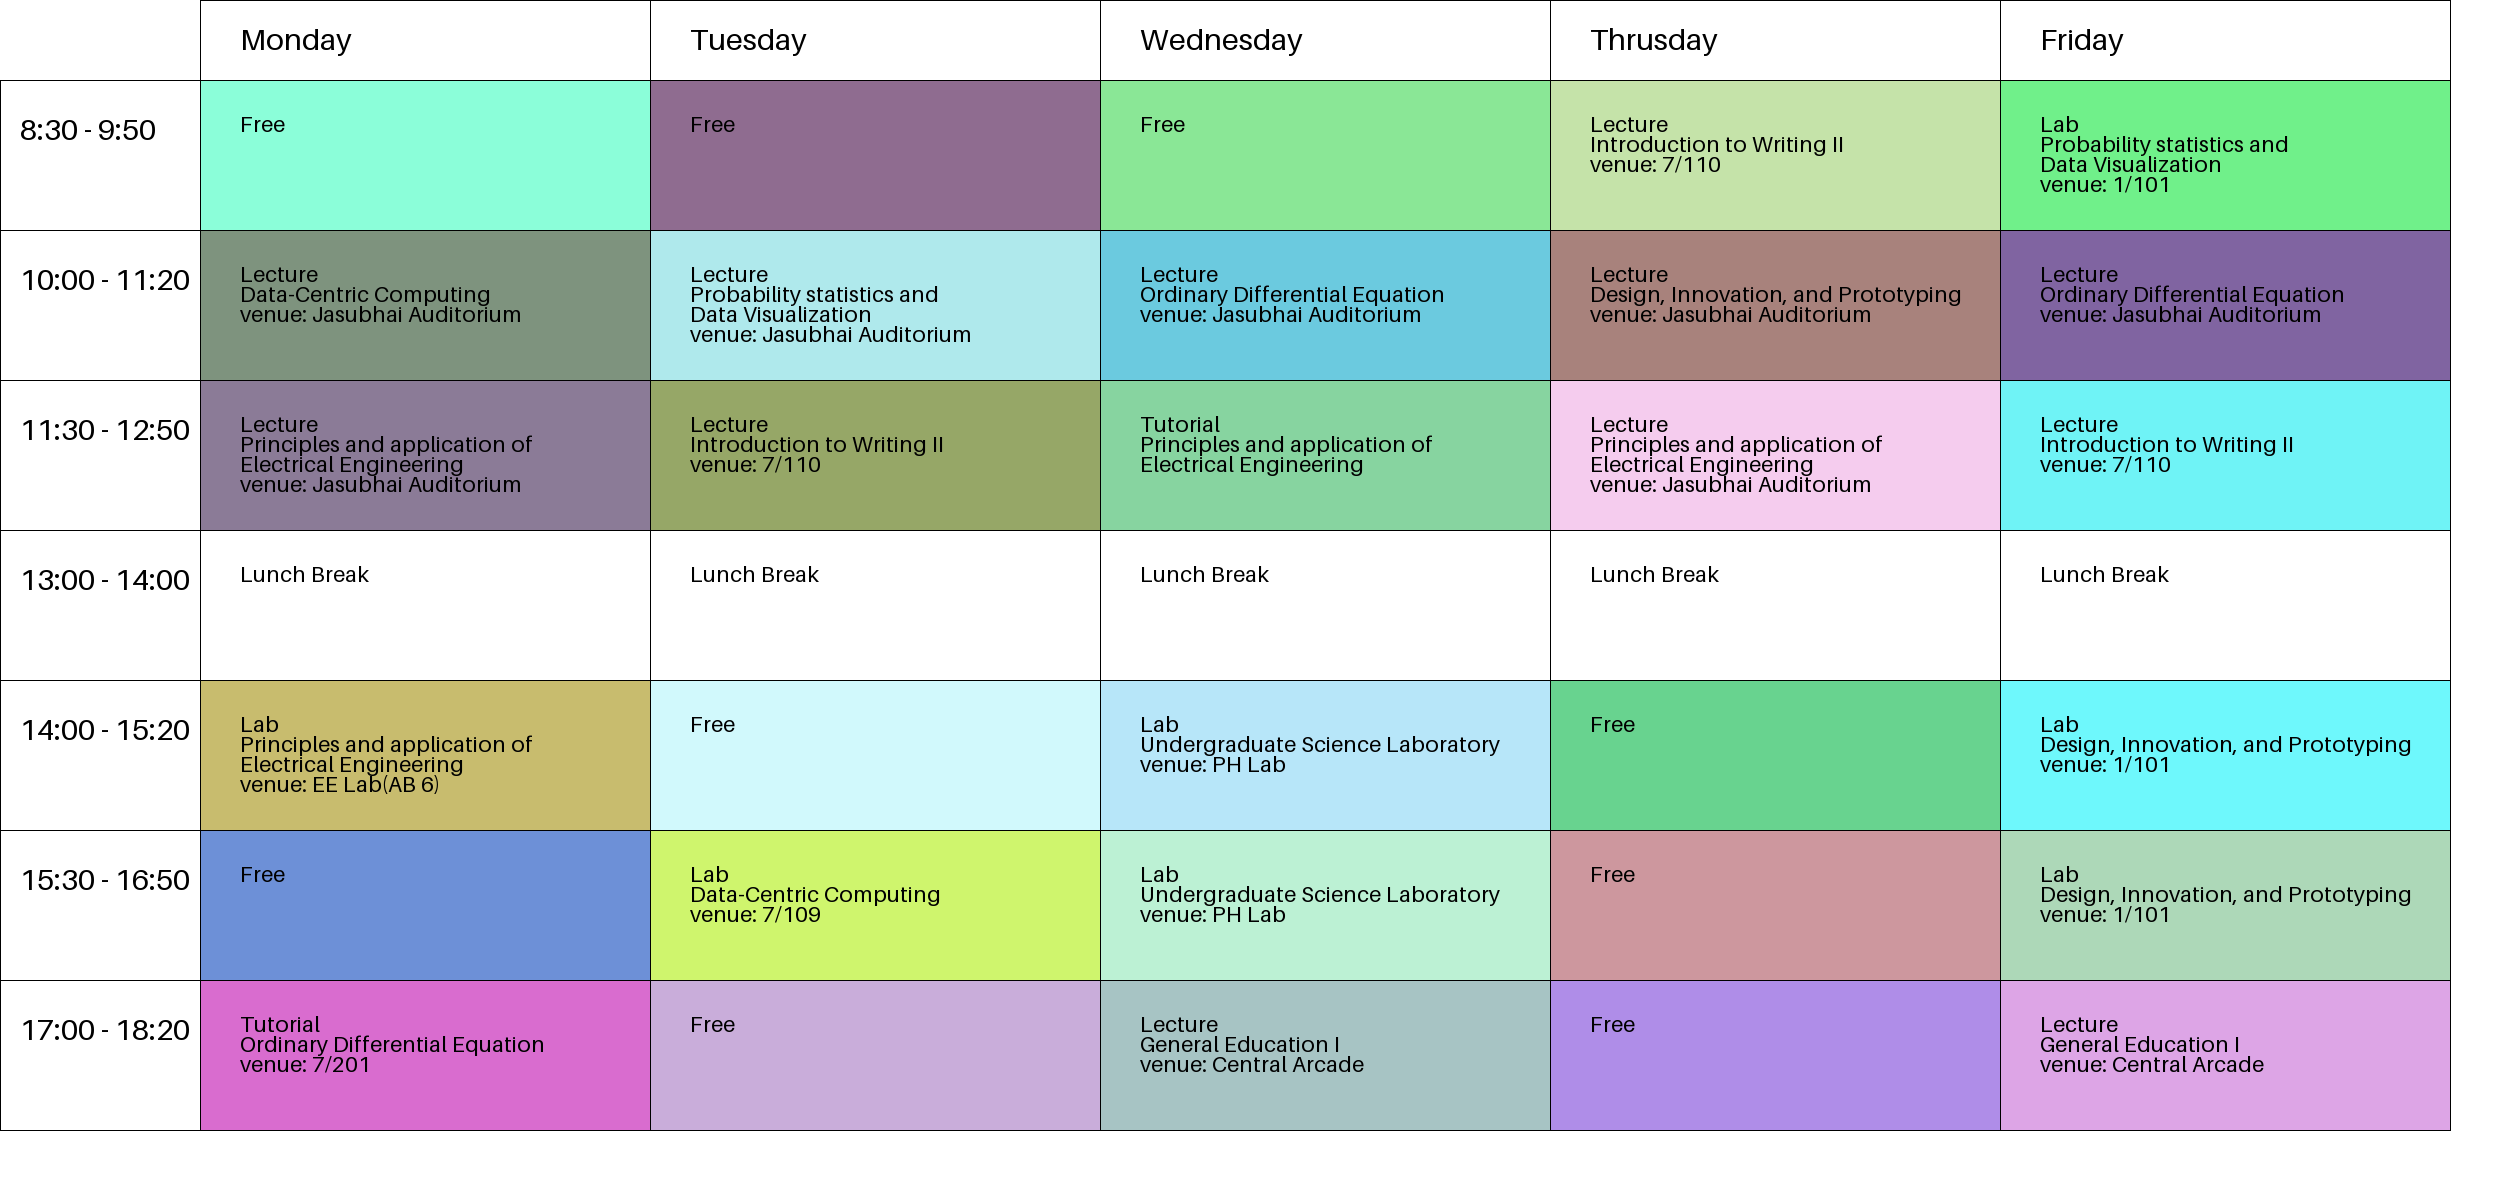 Monday
Tuesday
Wednesday
Thrusday
Friday
8:30 - 9:50
Free
Free
Free
Lecture
Introduction to Writing II
venue: 7/110
Lab
Probability statistics and
Data Visualization
venue: 1/101
10:00 - 11:20
Lecture
Data-Centric Computing
venue: Jasubhai Auditorium
Lecture
Probability statistics and
Data Visualization
venue: Jasubhai Auditorium
Lecture
Ordinary Differential Equation
venue: Jasubhai Auditorium
Lecture
Design, Innovation, and Prototyping
venue: Jasubhai Auditorium
Lecture
Ordinary Differential Equation
venue: Jasubhai Auditorium
11:30 - 12:50
Lecture
Principles and application of
Electrical Engineering
venue: Jasubhai Auditorium
Lecture
Introduction to Writing II
venue: 7/110
Tutorial
Principles and application of
Electrical Engineering
Lecture
Principles and application of
Electrical Engineering
venue: Jasubhai Auditorium
Lecture
Introduction to Writing II
venue: 7/110
13:00 - 14:00
Lunch Break
Lunch Break
Lunch Break
Lunch Break
Lunch Break
14:00 - 15:20
Lab
Principles and application of
Electrical Engineering
venue: EE Lab(AB 6)
Free
Lab
Undergraduate Science Laboratory
venue: PH Lab
Free
Lab
Design, Innovation, and Prototyping
venue: 1/101
15:30 - 16:50
Free
Lab
Data-Centric Computing
venue: 7/109
Lab
Undergraduate Science Laboratory
venue: PH Lab
Free
Lab
Design, Innovation, and Prototyping
venue: 1/101
17:00 - 18:20
Tutorial
Ordinary Differential Equation
venue: 7/201
Free
Lecture
General Education I
venue: Central Arcade
Free
Lecture
General Education I
venue: Central Arcade